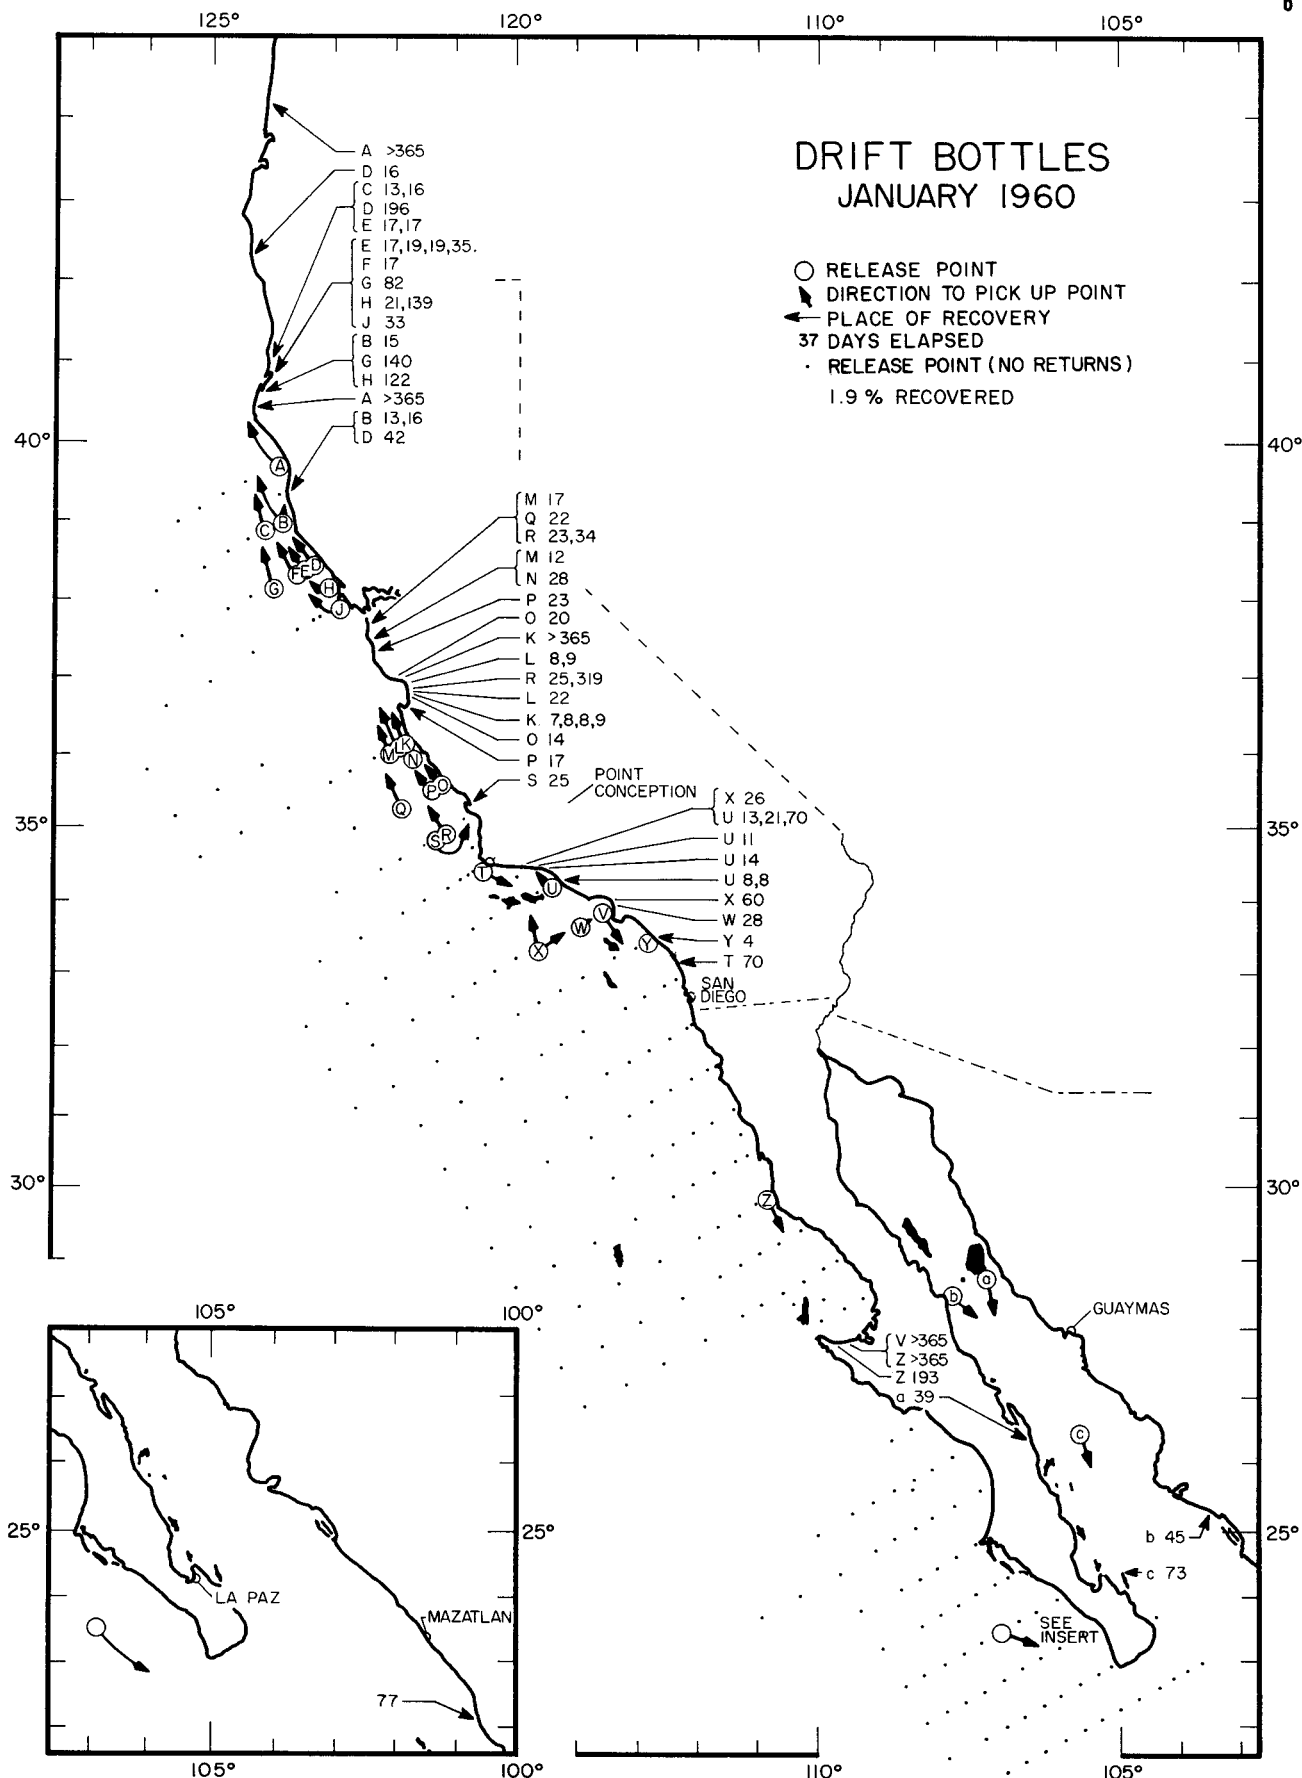 6
125°
120°
110°
105°
DRIFT BOTTLES
JANUARY 1960
RELEASE POINT
DIRECTION TO PICK UP POINT
PLACE OF RECOVERY
37 DAYS ELAPSED
RELEASE POINT (NO RETURNS)
1.9 % RECOVERED
A >365
D 16
C 13,16
D 196
E 17,17
E 17,19,19,35.
F 17
G 82
H 21,139
J 33
B 15
G 140
H 122
A >365
B 13,16
D 42
40°
40°
A
B
C
D
E
F
G
H
J
M 17
Q 22
R 23,34
M 12
N 28
P 23
O 20
K >365
L 8,9
R 25,319
L 22
K 7,8,8,9
O 14
P 17
S 25
L
K
M
N
O
P
Q
R
S
POINT
CONCEPTION
35°
35°
X 26
U 13,21,70
U 11
U 14
U 8,8
X 60
W 28
Y 4
T 70
T
U
V
W
X
Y
SAN
DIEGO
30°
30°
Z
a
b
GUAYMAS
V >365
Z >365
Z 193
a 39
c
b 45
c 73
25°
SEE
INSERT
110°
105°
105°
100°
25°
25°
LA PAZ
MAZATLAN
77
105°
100°